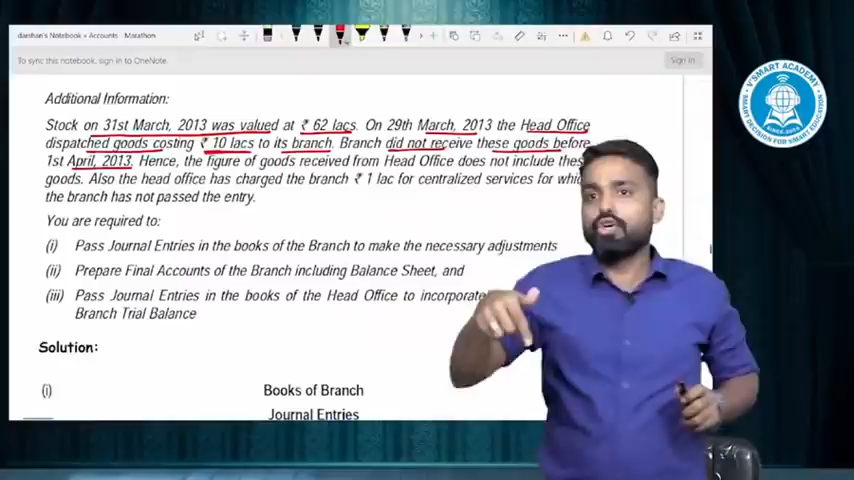 darshan's Notebook » Accounts - Marathon
To sync this notebook, sign in to OneNote.
Sign in
Additional Information:
Stock on 31st March, 2013 was valued at ₹ 62 lacs. On 29th March, 2013 the Head Office
dispatched goods costing ₹ 10 lacs to its branch. Branch did not receive these goods before
1st April, 2013. Hence, the figure of goods received from Head Office does not include
goods. Also the head office has charged the branch ₹ 1 lac for centralized services for
the branch has not passed the entry.
You are required to:
(i) Pass Journal Entries in the books of the Branch to make the necessary adjustments
(ii) Prepare Final Accounts of the Branch including Balance Sheet, and
(iii) Pass Journal Entries in the books of the Head Office to incorporate
Branch Trial Balance
Solution:
(i) Books of Branch
Journal Entries
V'SMART ACADEMY
SMART DECISION FOR SMART EDUCATION